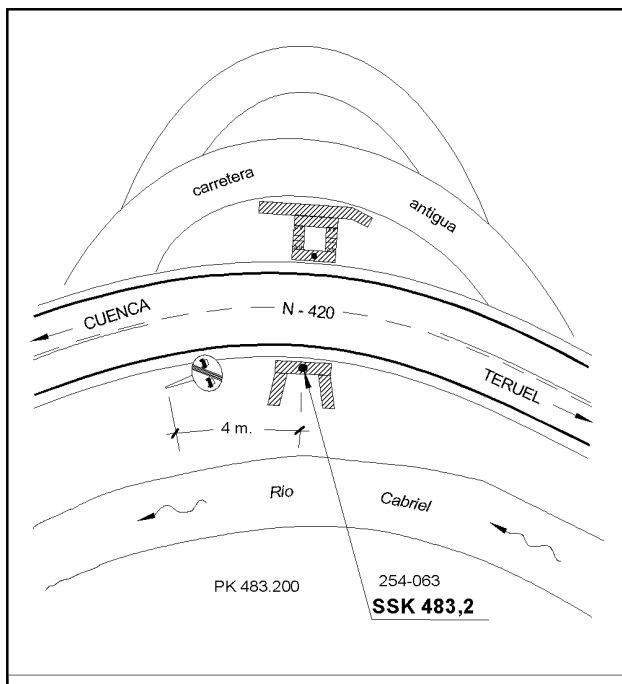 carretera
antigua
CUENCA
N - 420
TERUEL
4 m.
Rio
Cabriel
PK 483.200
254-063
SSK 483,2